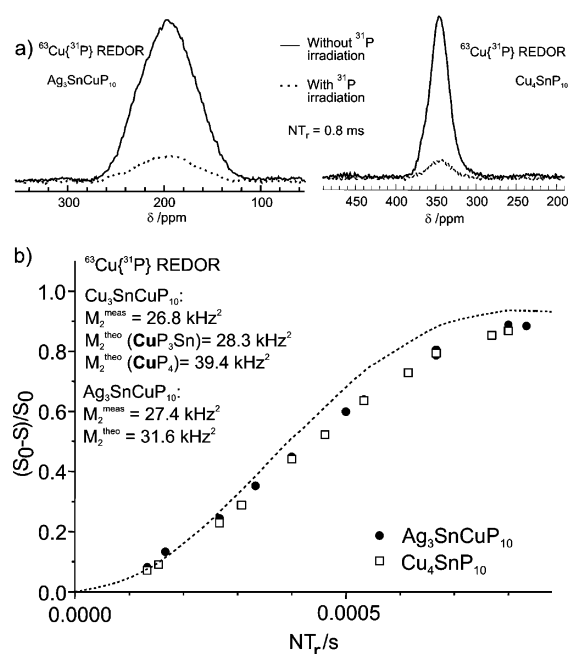 a)
⁶³Cu{³¹P} REDOR
Ag₃SnCuP₁₀
Without ³¹P
irradiation
With ³¹P
irradiation
NTᵣ = 0.8 ms
⁶³Cu{³¹P} REDOR
Cu₄SnP₁₀
300 200 100
δ /ppm
450 400 350 300 250 200
δ /ppm
b)
⁶³Cu{³¹P} REDOR
Cu₃SnCuP₁₀:
M₂ᵐᵉᵃˢ = 26.8 kHz²
M₂ᵗʰᵉᵒ (CuP₃Sn)= 28.3 kHz²
M₂ᵗʰᵉᵒ (CuP₄)= 39.4 kHz²
Ag₃SnCuP₁₀:
M₂ᵐᵉᵃˢ = 27.4 kHz²
M₂ᵗʰᵉᵒ = 31.6 kHz²
(S₀-S)/S₀
1.0
0.8
0.6
0.4
0.2
0.0
Ag₃SnCuP₁₀
Cu₄SnP₁₀
0.0000 0.0005
NTᵣ/s